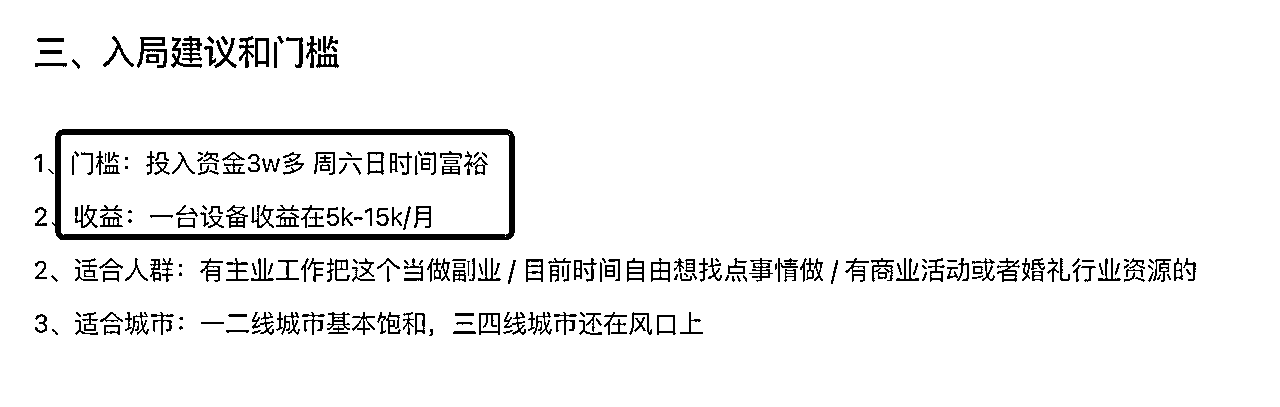 三、入局建议和门槛
1、门槛：投入资金3w多 周六日时间富裕
2、收益：一台设备收益在5k-15k/月
2、适合人群：有主业工作把这个当做副业 / 目前时间自由想找点事情做 / 有商业活动或者婚礼行业资源的
3、适合城市：一二线城市基本饱和，三四线城市还在风口上